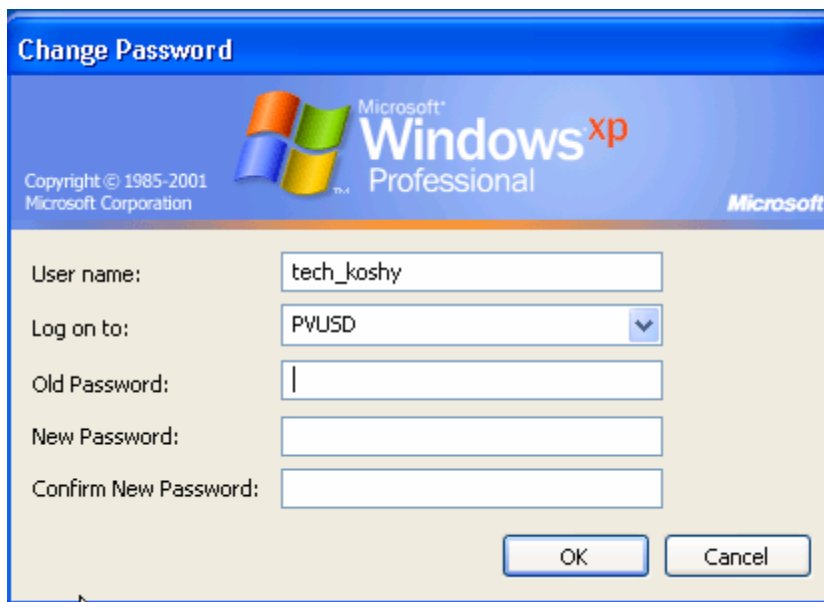 Change Password
Microsoft
Windows xp
Professional
Copyright © 1985-2001
Microsoft Corporation
Microsoft
User name: tech_koshy
Log on to: PVUSD
Old Password:
New Password:
Confirm New Password:
OK Cancel